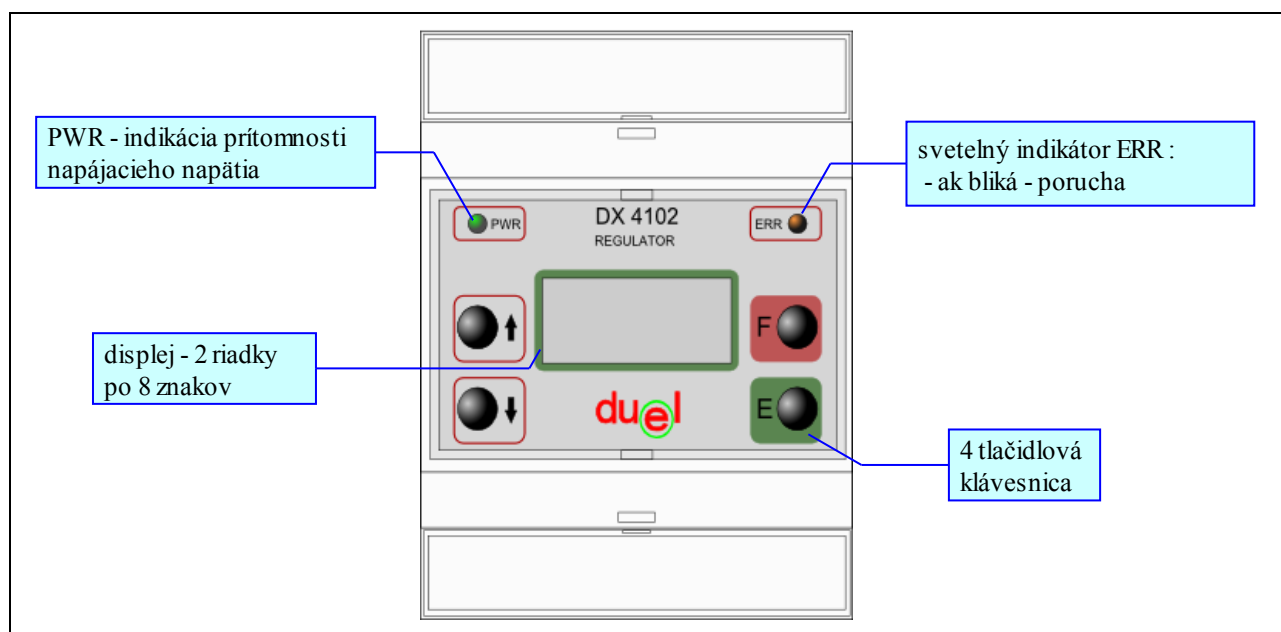 PWR - indikácia prítomnosti
napájacieho napätia
svetelný indikátor ERR :
- ak bliká - porucha
PWR
DX 4102
REGULATOR
ERR
F
displej - 2 riadky
po 8 znakov
duel
E
4 tlačidlová
klávesnica